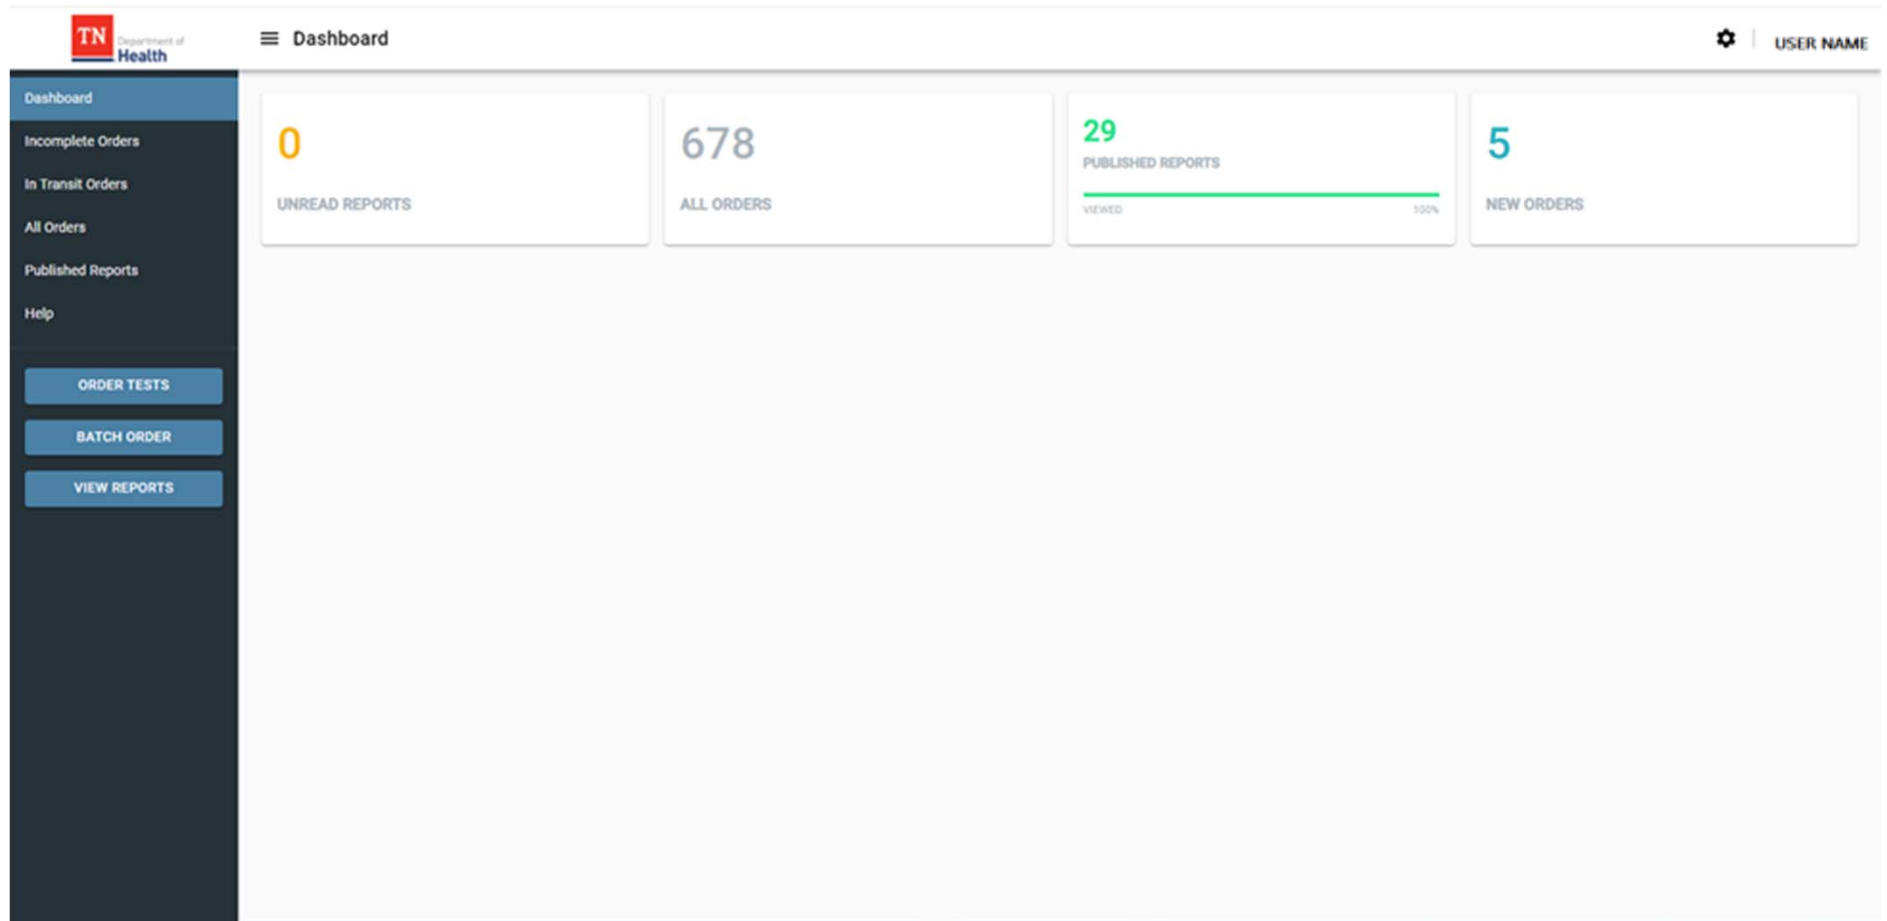 TN
Department of
Health
Dashboard
USER NAME
Dashboard
Incomplete Orders
In Transit Orders
All Orders
Published Reports
Help
ORDER TESTS
BATCH ORDER
VIEW REPORTS
0
UNREAD REPORTS
678
ALL ORDERS
29
PUBLISHED REPORTS
VIEWED 100%
5
NEW ORDERS